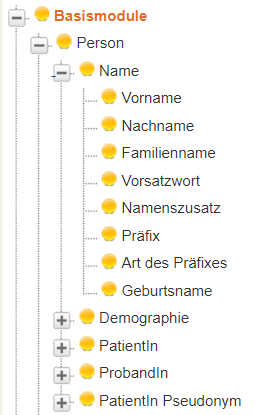 Basismodule
Person
Name
Vorname
Nachname
Familienname
Vorsatzwort
Namenszusatz
Präfix
Art des Präfixes
Geburtsname
Demographie
PatientIn
ProbandIn
PatientIn Pseudonym